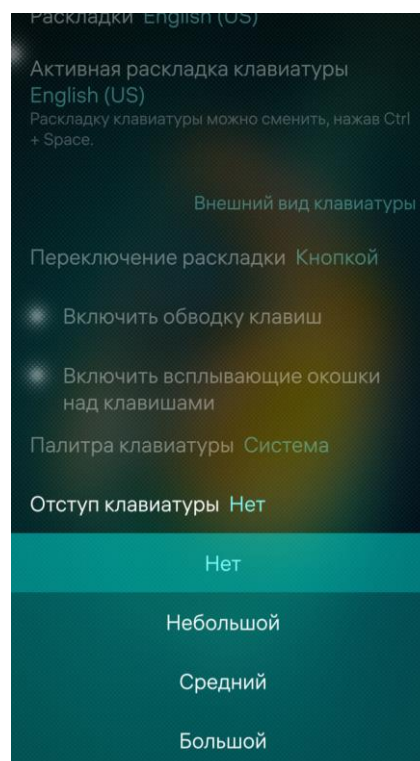 Раскладки English (US)
Активная раскладка клавиатуры
English (US)
Раскладку клавиатуры можно сменить, нажав Ctrl
+ Space.
Внешний вид клавиатуры
Переключение раскладки Кнопкой
Включить обводку клавиш
Включить всплывающие окошки
над клавишами
Палитра клавиатуры Система
Отступ клавиатуры Нет
Нет
Небольшой
Средний
Большой